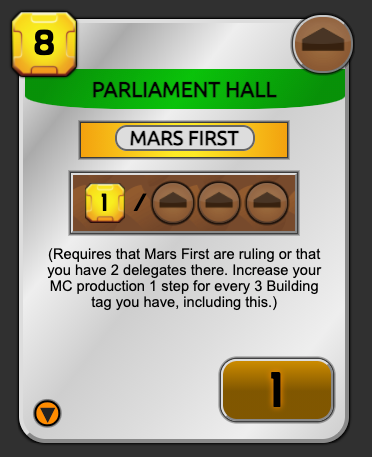 8
PARLIAMENT HALL
MARS FIRST
1 /
(Requires that Mars First are ruling or that
you have 2 delegates there. Increase your
MC production 1 step for every 3 Building
tag you have, including this.)
1